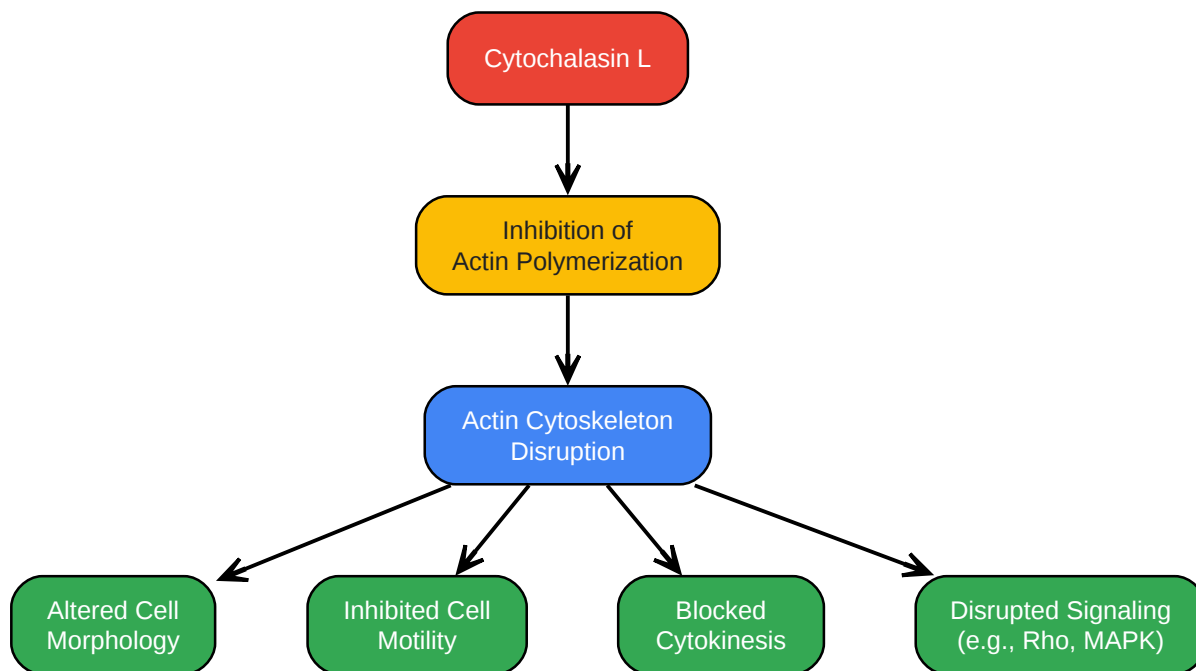 Cytochalasin L
Inhibition of
Actin Polymerization
Actin Cytoskeleton
Disruption
Altered Cell
Morphology
Inhibited Cell
Motility
Blocked
Cytokinesis
Disrupted Signaling
(e.g., Rho, MAPK)